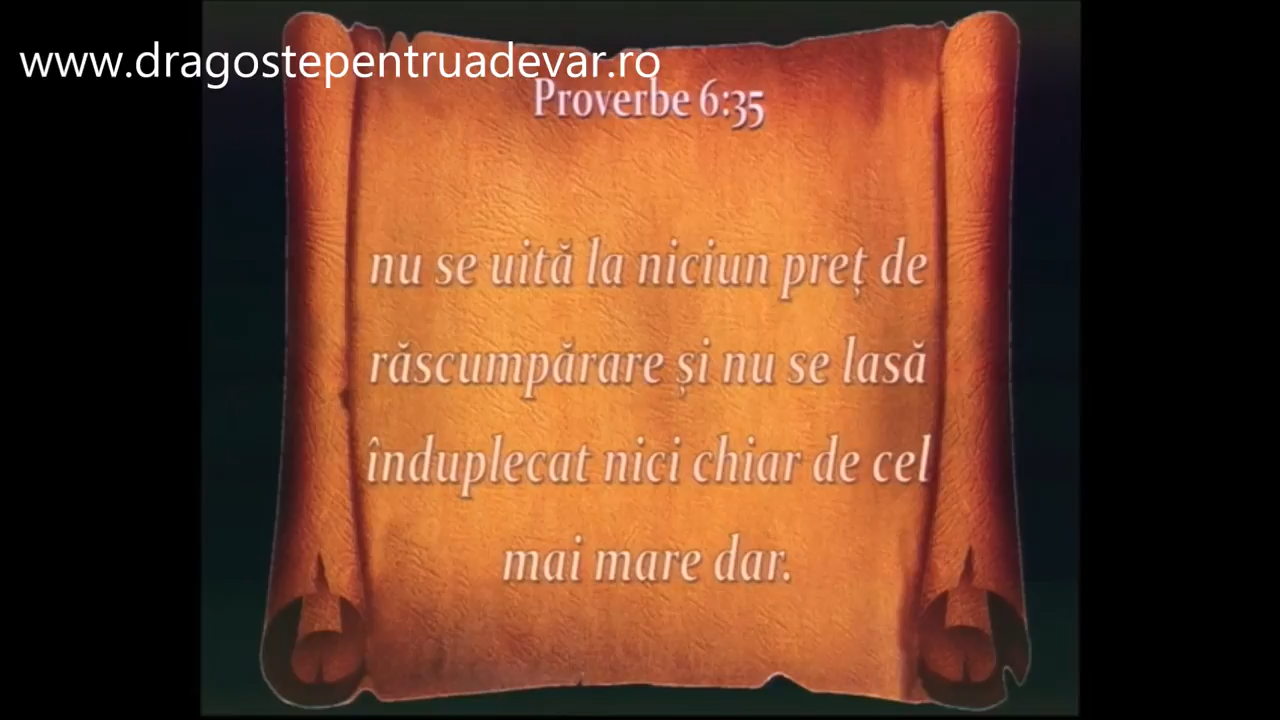 www.dragostepentruadevar.ro
Proverbe 6:35
nu se uită la niciun preț de
răscumpărare și nu se lasă
înduplecat nici chiar de cel
mai mare dar.